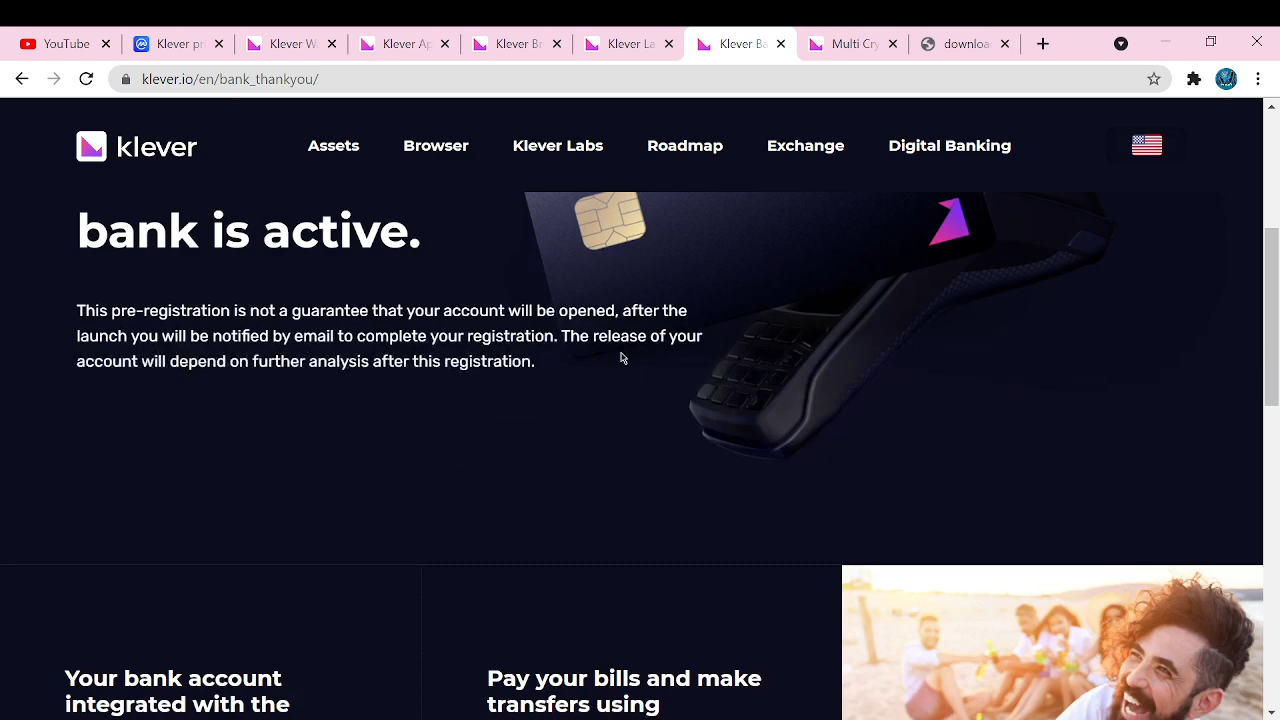 YouTube
Klever pri
Klever W
Klever Ap
Klever Br
Klever La
Klever Ba
Multi Cry
downloa
klever.io/en/bank_thankyou/
klever
Assets
Browser
Klever Labs
Roadmap
Exchange
Digital Banking
bank is active.
This pre-registration is not a guarantee that your account will be opened, after the
launch you will be notified by email to complete your registration. The release of your
account will depend on further analysis after this registration.
Your bank account
integrated with the
Pay your bills and make
transfers using